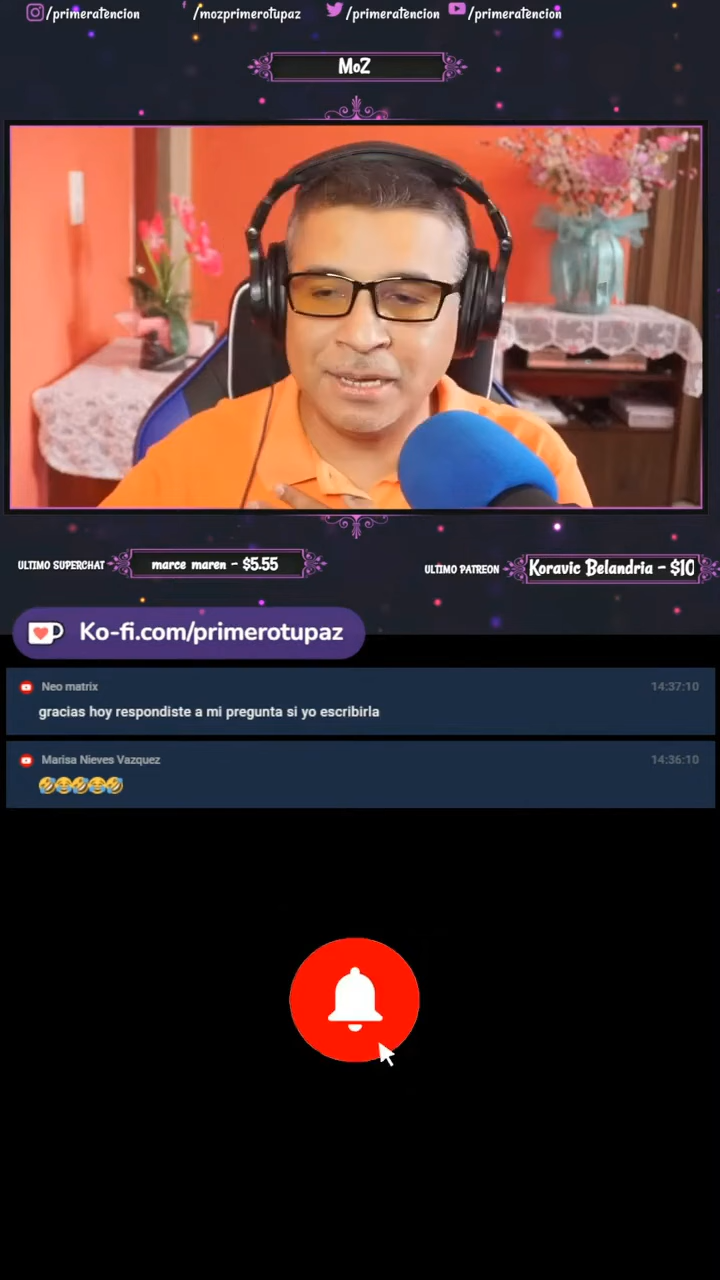 /primeratencion
/mozprimerotupaz
/primeratencion
/primeratencion
MoZ
ULTIMO SUPERCHAT
marce maren - $5.55
ULTIMO PATREON
Koravic Belandria - $10
Ko-fi.com/primerotupaz
Neo matrix
14:37:10
gracias hoy respondiste a mi pregunta si yo escribirla
Marisa Nieves Vazquez
14:36:10
🤣😂🤣😂🤣